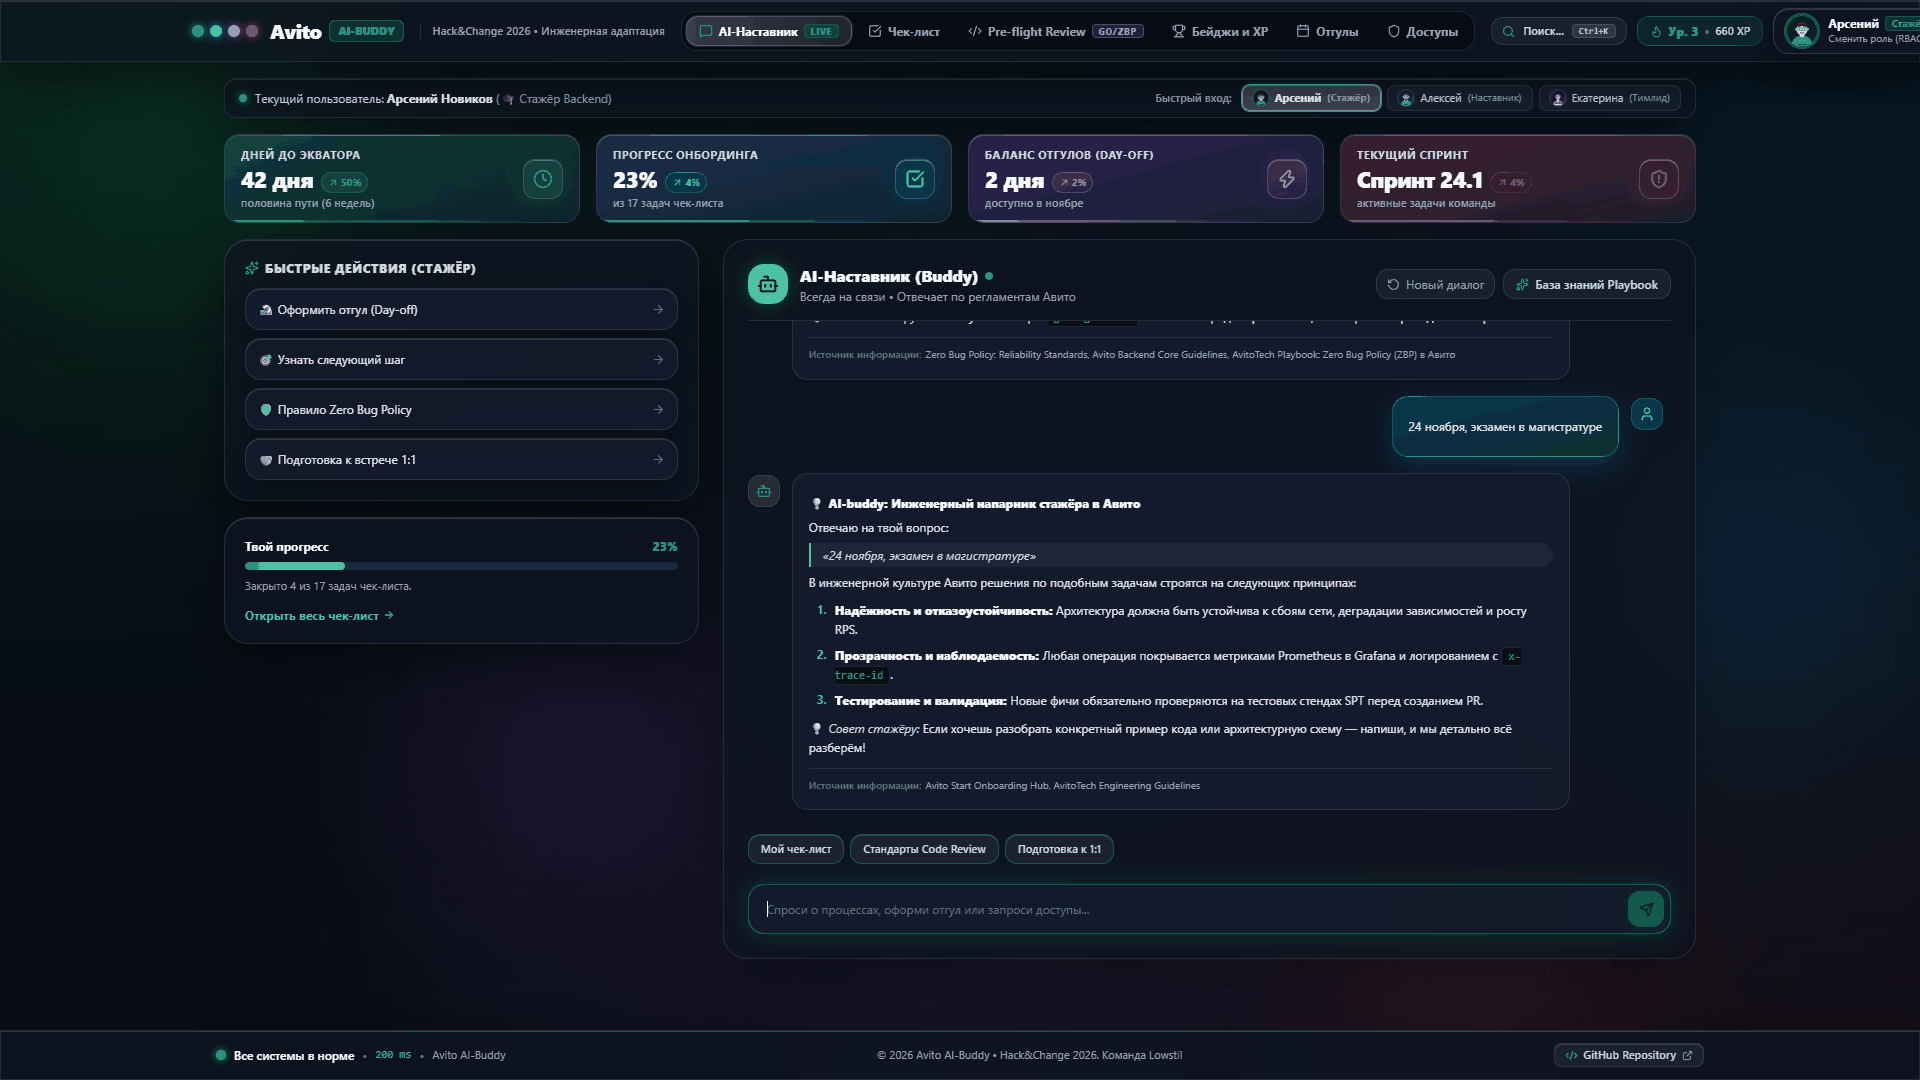 Avito AI-BUDDY Hack&Change 2026 • Инженерная адаптация AI-Наставник LIVE Чек-лист Pre-flight Review GO/ZBP Бейджи и XP Отгулы Доступы Поиск... Ctrl+K Ур. 3 • 660 XP Арсений
Сменить роль
Текущий пользователь: Арсений Новиков ( Стажёр Backend) Быстрый вход: Арсений (Стажёр) Алексей (Наставник) Екатерина (Тимлид)
ДНЕЙ ДО ЭКВАТОРА
42 дня ↗ 50%
половина пути (6 недель)
ПРОГРЕСС ОНБОРДИНГА
23% ↗ 4%
из 17 задач чек-листа
БАЛАНС ОТГУЛОВ (DAY-OFF)
2 дня ↗ 2%
доступно в ноябре
ТЕКУЩИЙ СПРИНТ
Спринт 24.1 ↗ 4%
активные задачи команды
БЫСТРЫЕ ДЕЙСТВИЯ (СТАЖЁР)
Оформить отгул (Day-off) →
Узнать следующий шаг →
Правило Zero Bug Policy →
Подготовка к встрече 1:1 →
Твой прогресс 23%
Закрыто 4 из 17 задач чек-листа.
Открыть весь чек-лист →
AI-Наставник (Buddy)
Всегда на связи • Отвечает по регламентам Авито
Новый диалог
База знаний Playbook
Источник информации: Zero Bug Policy: Reliability Standards, Avito Backend Core Guidelines, AvitoTech Playbook: Zero Bug Policy (ZBP) в Авито
24 ноября, экзамен в магистратуре
AI-buddy: Инженерный напарник стажёра в Авито
Отвечаю на твой вопрос:
«24 ноября, экзамен в магистратуре»
В инженерной культуре Авито решения по подобным задачам строятся на следующих принципах:
1. Надёжность и отказоустойчивость: Архитектура должна быть устойчива к сбоям сети, деградации зависимостей и росту
RPS.
2. Прозрачность и наблюдаемость: Любая операция покрывается метриками Prometheus в Grafana и логированием с x-
trace-id .
3. Тестирование и валидация: Новые фичи обязательно проверяются на тестовых стендах SPT перед созданием PR.
Совет стажёру: Если хочешь разобрать конкретный пример кода или архитектурную схему — напиши, и мы детально всё
разберём!
Источник информации: Avito Start Onboarding Hub, AvitoTech Engineering Guidelines
Мой чек-лист
Стандарты Code Review
Подготовка к 1:1
Спроси о процессах, оформи отгул или запроси доступы...
Все системы в норме • 200 ms • Avito AI-Buddy
© 2026 Avito AI-Buddy • Hack&Change 2026. Команда Lowstil
GitHub Repository